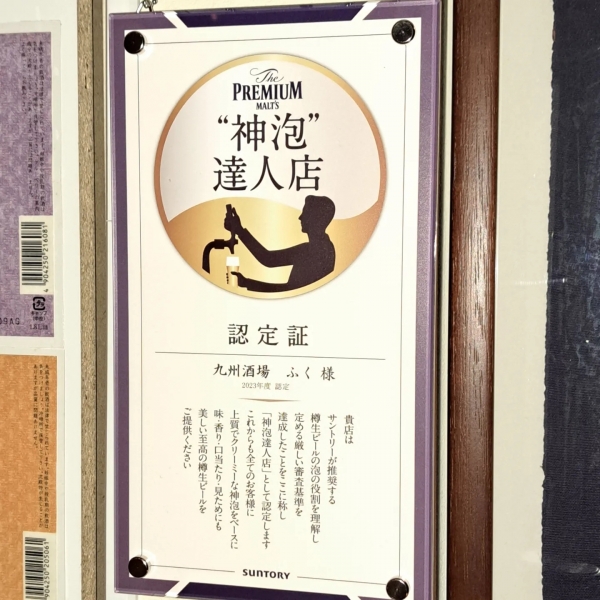 The
PREMIUM
MALT'S
“神泡”
達人店
認定証
九州酒場 ふく 様
2023年度 認定
貴店は
サントリーが推奨する
樽生ビールの泡の役割を理解し
定める厳しい審査基準を
達成したことをここに称し
「神泡達人店」として認定します
これからも全てのお客様に
上質でクリーミーな神泡をベースに
味・香り・口当たり・見ためにも
美しい至高の樽生ビールを
ご提供ください
SUNTORY
4 904250 216081
904250 205061